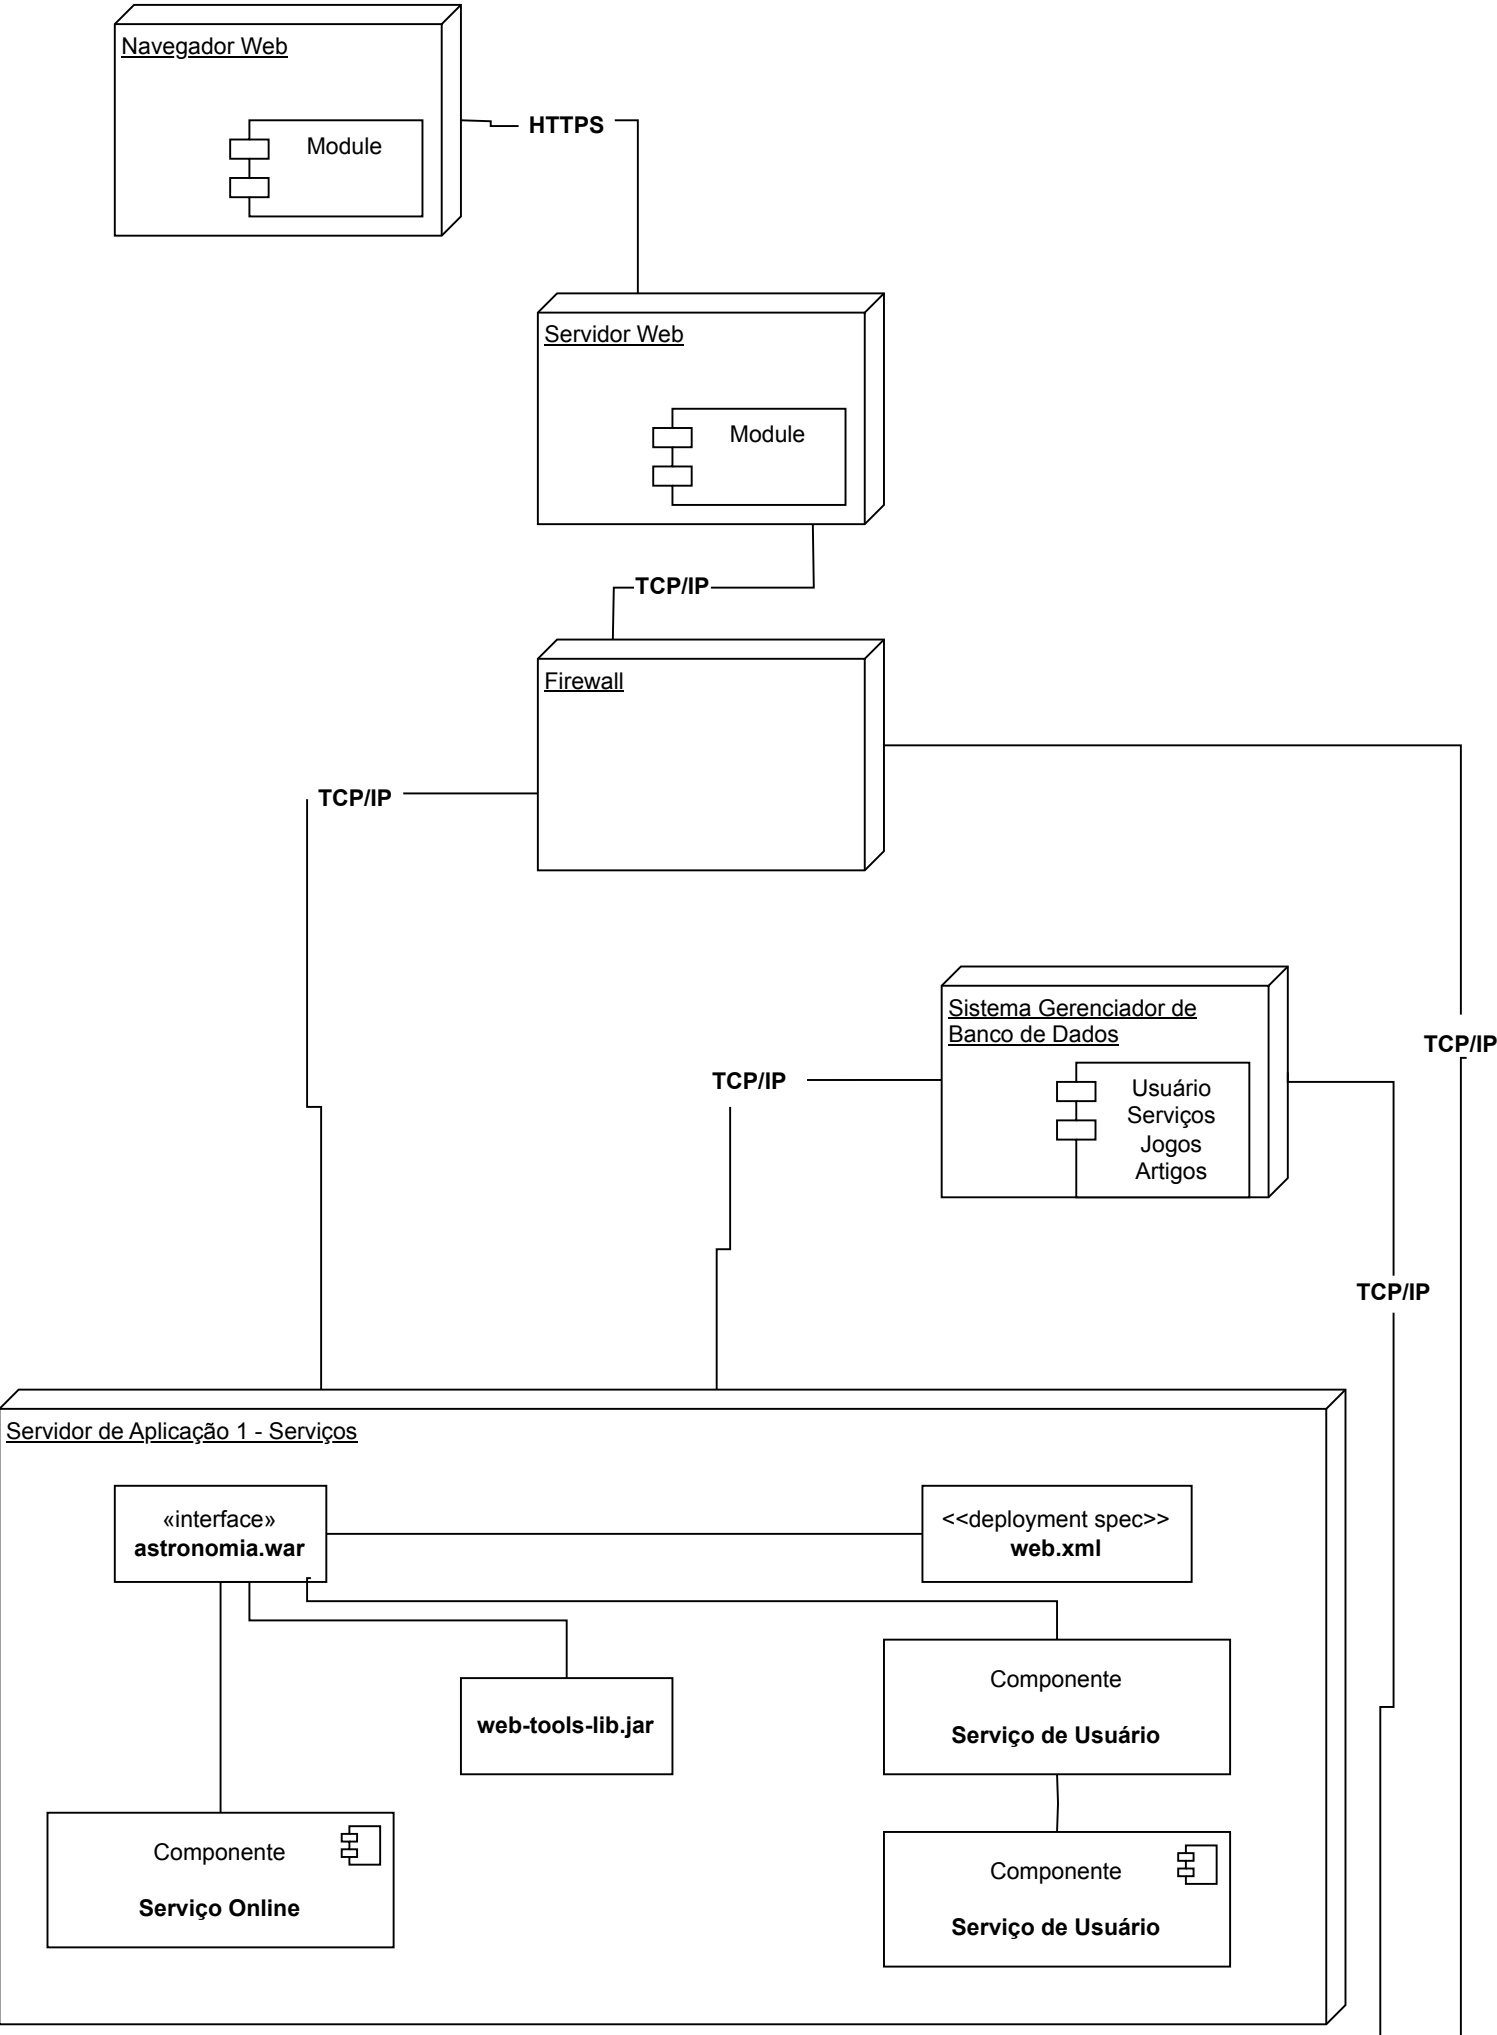 Navegador Web
Module
HTTPS
Servidor Web
Module
TCP/IP
Firewall
TCP/IP
Sistema Gerenciador de
Banco de Dados
TCP/IP
TCP/IP
Usuário
Serviços
Jogos
Artigos
TCP/IP
Servidor de Aplicação 1 - Serviços
«interface»
astronomia.war
<<deployment spec>>
web.xml
Componente
Serviço de Usuário
web-tools-lib.jar
Componente
Serviço Online
Componente
Serviço de Usuário